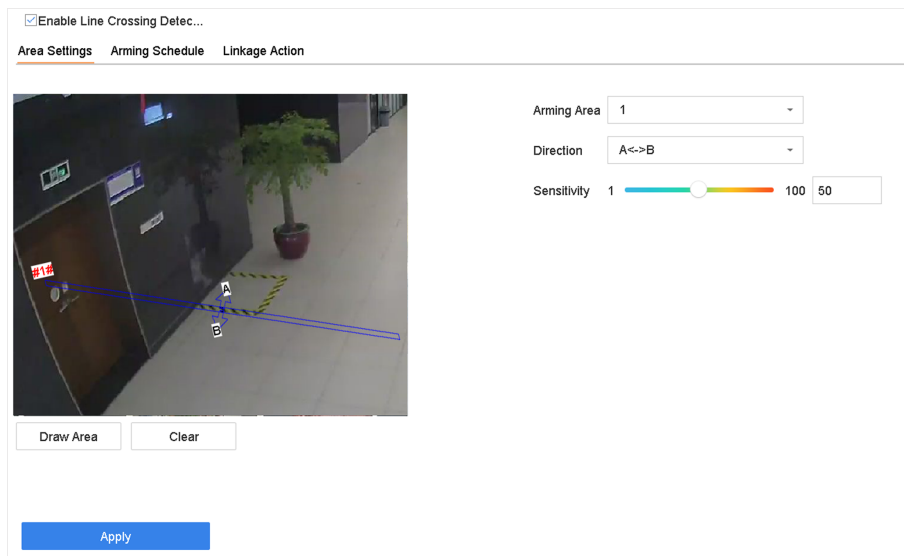 Enable Line Crossing Detec...
Area Settings Arming Schedule Linkage Action
Arming Area 1
Direction A<->B
Sensitivity 1 100 50
#1#
A
B
Draw Area Clear
Apply